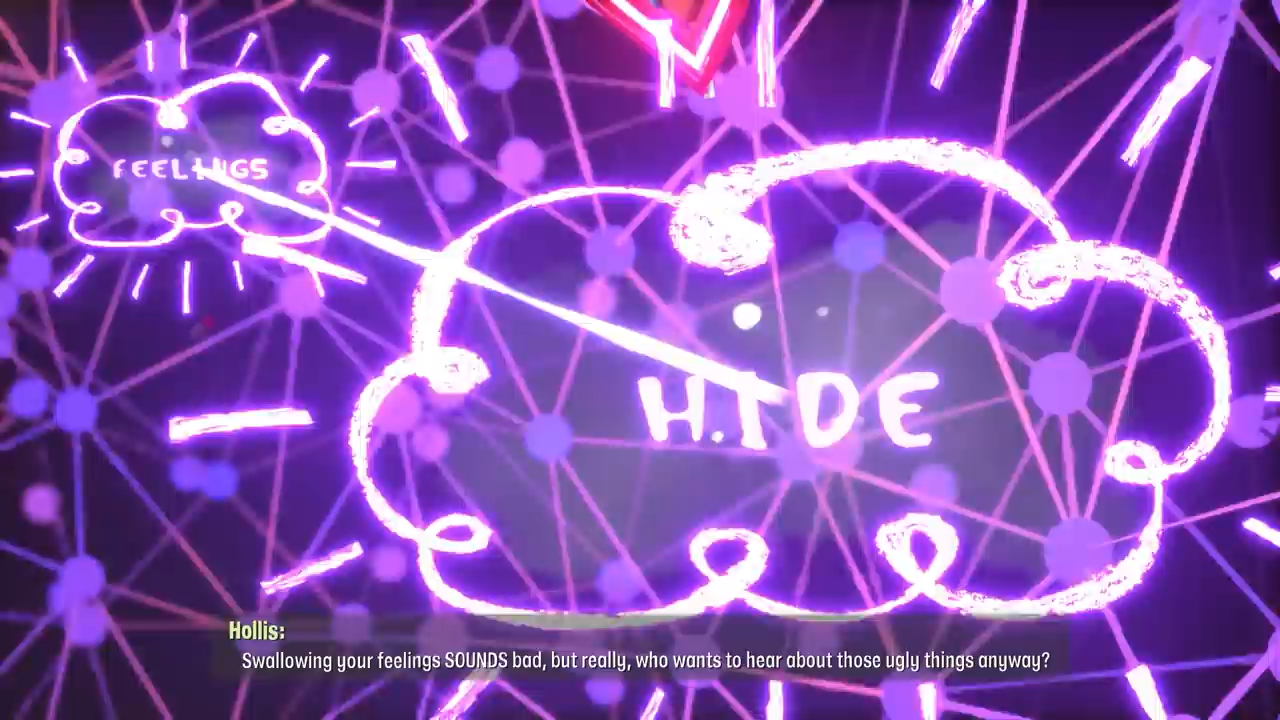 FEELINGS
HIDE
Hollis:
Swallowing your feelings SOUNDS bad, but really, who wants to hear about those ugly things anyway?